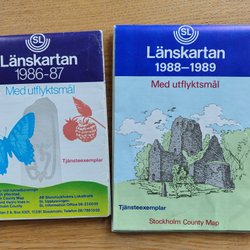 SL
Länskartan
1986-87
Med utflyktsmål
Tjänsteexemplar
SL
Länskartan
1988-1989
Med utflyktsmål
Tjänsteexemplar
Stockholm County Map